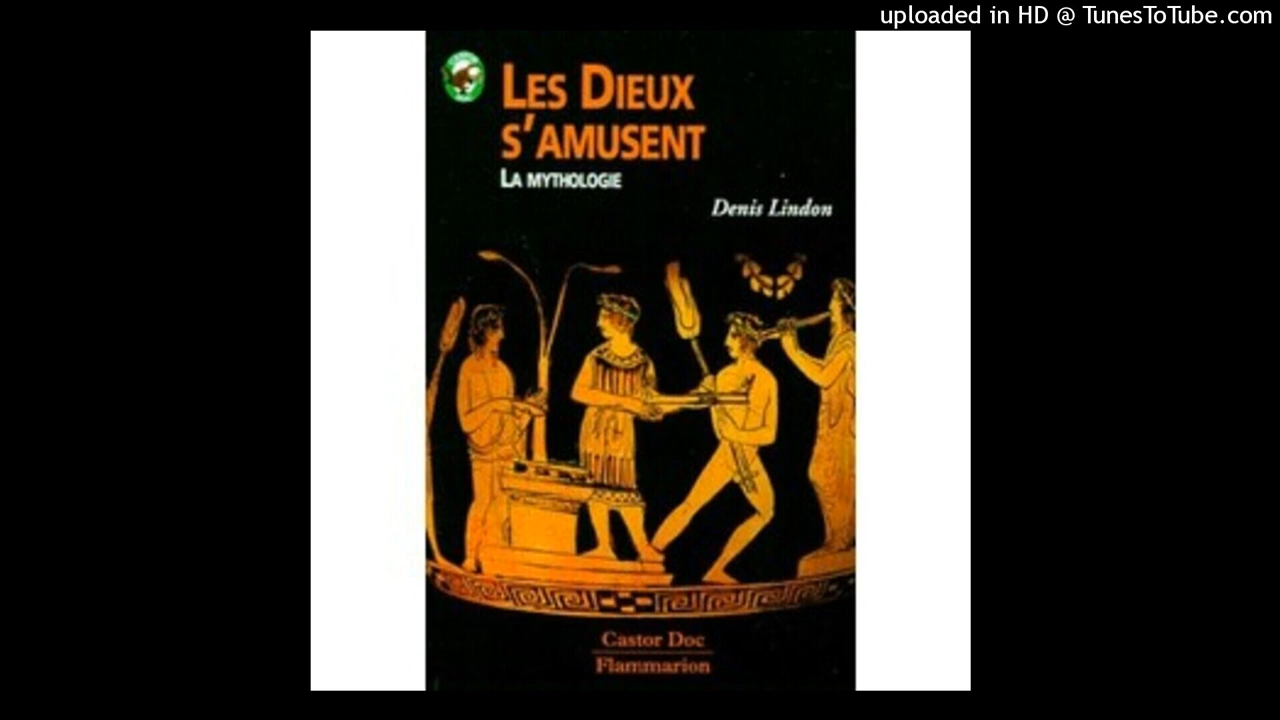 uploaded in HD @ TunesToTube.com
LES DIEUX
S'AMUSENT
LA MYTHOLOGIE
Denis Lindon
Castor Doc
Flammarion